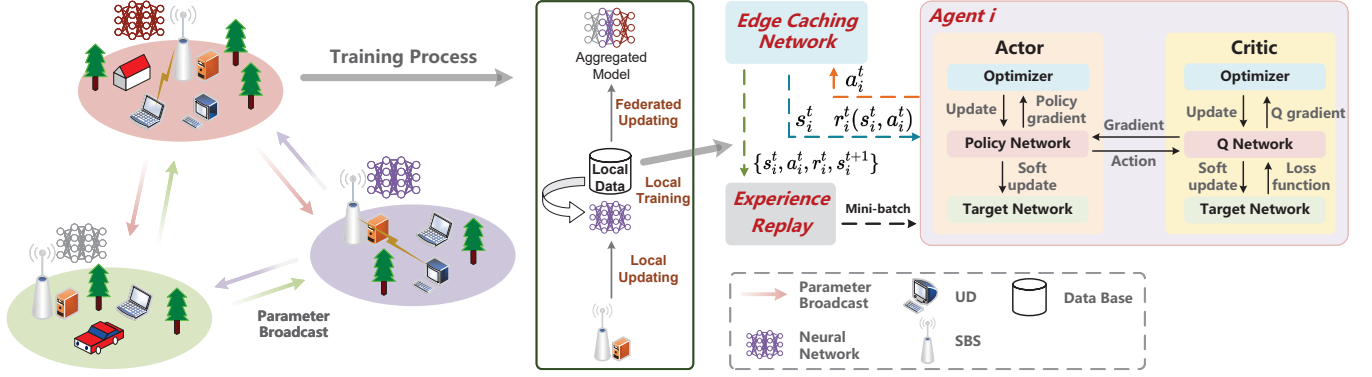 Training Process
Parameter
Broadcast
Aggregated
Model
Federated
Updating
Local
Data
Local
Training
Local
Updating
Edge Caching
Network
a_i^t
s_i^t
r_i^t(s_i^t, a_i^t)
{s_i^t, a_i^t, r_i^t, s_i^{t+1}}
Experience
Replay
Mini-batch
Agent i
Actor
Optimizer
Update
Policy
gradient
Policy Network
Soft
update
Target Network
Gradient
Action
Critic
Optimizer
Update
Q gradient
Q Network
Soft
update
Loss
function
Target Network
Parameter
Broadcast
UD
Data Base
Neural
Network
SBS